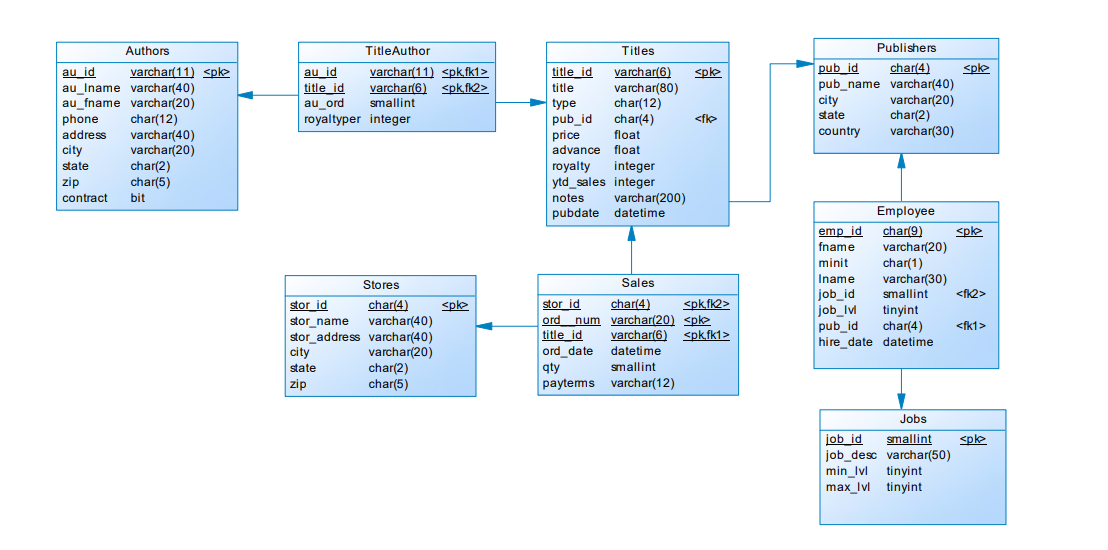 Authors
au_id varchar(11) <pk>
au_lname varchar(40)
au_fname varchar(20)
phone char(12)
address varchar(40)
city varchar(20)
state char(2)
zip char(5)
contract bit
TitleAuthor
au_id varchar(11) <pk,fk1>
title_id varchar(6) <pk,fk2>
au_ord smallint
royaltyper integer
Titles
title_id varchar(6) <pk>
title varchar(80)
type char(12)
pub_id char(4) <fk>
price float
advance float
royalty integer
ytd_sales integer
notes varchar(200)
pubdate datetime
Publishers
pub_id char(4) <pk>
pub_name varchar(40)
city varchar(20)
state char(2)
country varchar(30)
Employee
emp_id char(9) <pk>
fname varchar(20)
minit char(1)
lname varchar(30)
job_id smallint <fk2>
job_lvl tinyint
pub_id char(4) <fk1>
hire_date datetime
Stores
stor_id char(4) <pk>
stor_name varchar(40)
stor_address varchar(40)
city varchar(20)
state char(2)
zip char(5)
Sales
stor_id char(4) <pk,fk2>
ord__num varchar(20) <pk>
title_id varchar(6) <pk,fk1>
ord_date datetime
qty smallint
payterms varchar(12)
Jobs
job_id smallint <pk>
job_desc varchar(50)
min_lvl tinyint
max_lvl tinyint